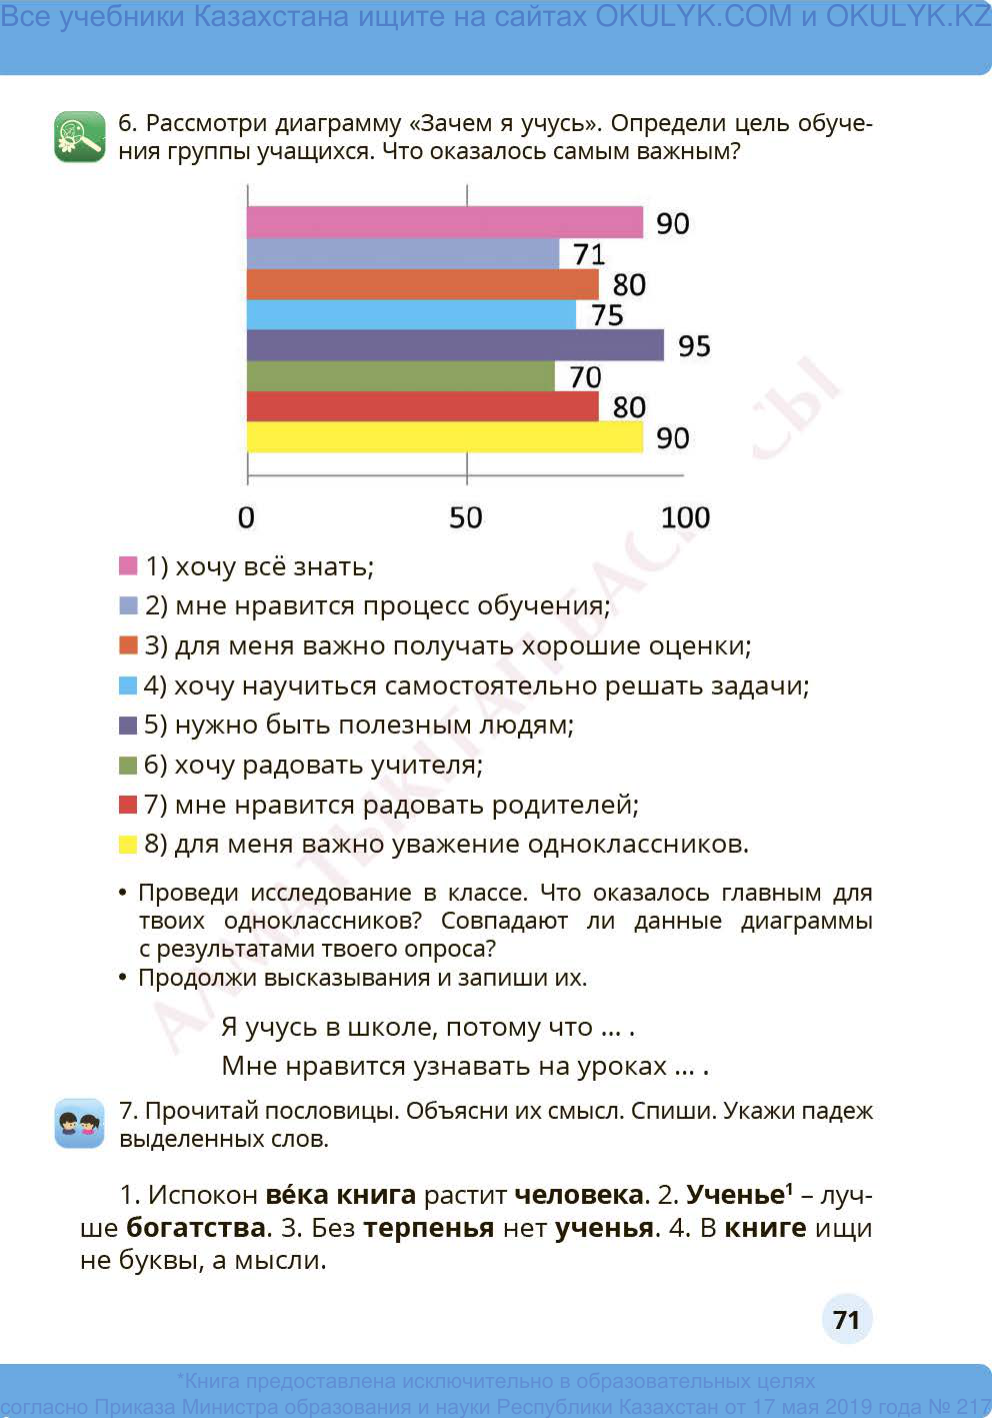 Все учебники Казахстана ищите на сайтах OKULYK.COM и OKULYK.KZ
6. Рассмотри диаграмму «Зачем я учусь». Определи цель обуче-
ния группы учащихся. Что оказалось самым важным?
90
71
80
75
95
70
80
90
0 50 100
1) хочу всё знать;
2) мне нравится процесс обучения;
3) для меня важно получать хорошие оценки;
4) хочу научиться самостоятельно решать задачи;
5) нужно быть полезным людям;
6) хочу радовать учителя;
7) мне нравится радовать родителей;
8) для меня важно уважение одноклассников.
• Проведи исследование в классе. Что оказалось главным для
твоих одноклассников? Совпадают ли данные диаграммы
с результатами твоего опроса?
• Продолжи высказывания и запиши их.
Я учусь в школе, потому что ... .
Мне нравится узнавать на уроках ... .
7. Прочитай пословицы. Объясни их смысл. Спиши. Укажи падеж
выделенных слов.
1. Испокон ве́ка книга растит человека. 2. Ученье¹ – луч-
ше богатства. 3. Без терпенья нет ученья. 4. В книге ищи
не буквы, а мысли.
71
*Книга предоставлена исключительно в образовательных целях
согласно Приказа Министра образования и науки Республики Казахстан от 17 мая 2019 года № 217